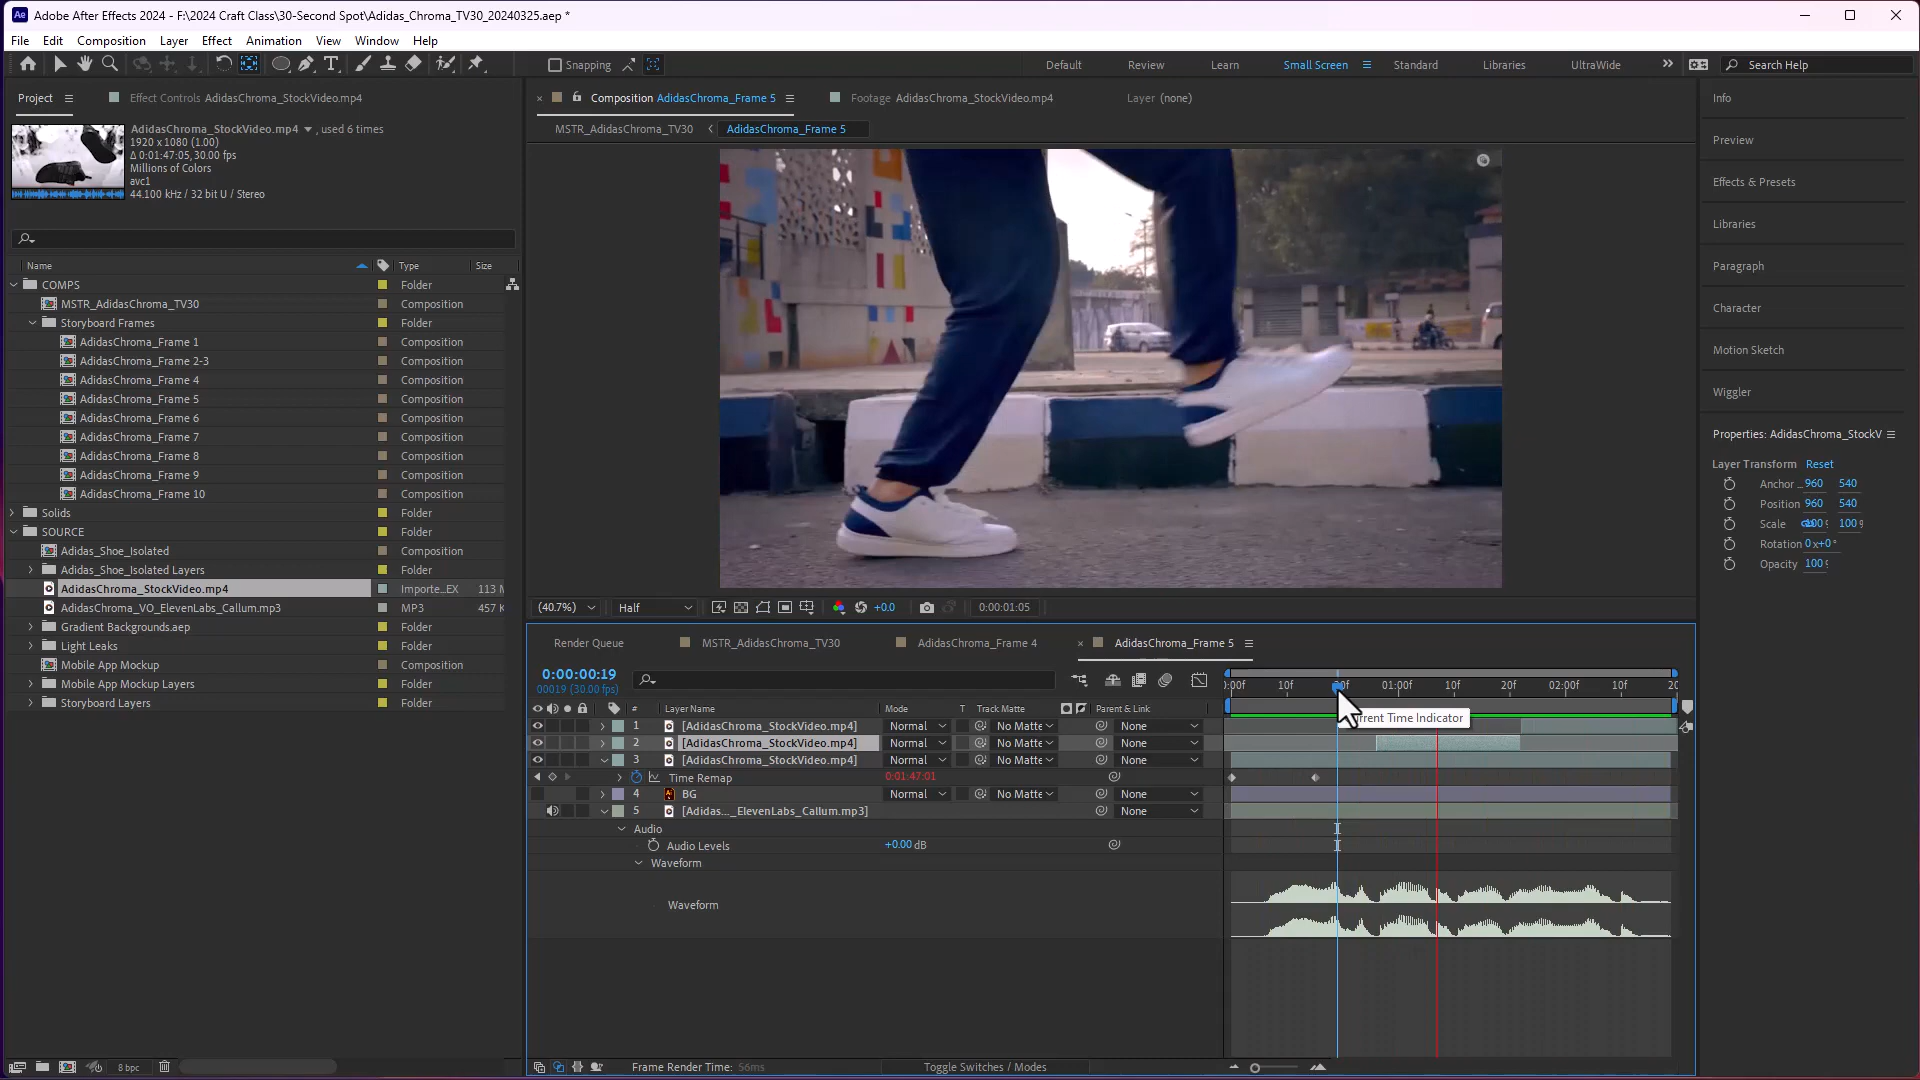 Adobe After Effects 2024 - F:\2024 Craft Class\30-Second Spot\Adidas_Chroma_TV30_20240325.aep *
File Edit Composition Layer Effect Animation View Window Help
Snapping Default Review Learn Small Screen Standard Libraries UltraWide Search Help
Project Effect Controls AdidasChroma_StockVideo.mp4
AdidasChroma_StockVideo.mp4 , used 6 times
1920 x 1080 (1.00)
Δ 0:01:47:05, 30.00 fps
Millions of Colors
avc1
44.100 kHz / 32 bit U / Stereo
Name Type Size
COMPS Folder
MSTR_AdidasChroma_TV30 Composition
Storyboard Frames Folder
AdidasChroma_Frame 1 Composition
AdidasChroma_Frame 2-3 Composition
AdidasChroma_Frame 4 Composition
AdidasChroma_Frame 5 Composition
AdidasChroma_Frame 6 Composition
AdidasChroma_Frame 7 Composition
AdidasChroma_Frame 8 Composition
AdidasChroma_Frame 9 Composition
AdidasChroma_Frame 10 Composition
Solids Folder
SOURCE Folder
Adidas_Shoe_Isolated Composition
Adidas_Shoe_Isolated Layers Folder
AdidasChroma_StockVideo.mp4 Importe...EX 113 M
AdidasChroma_VO_ElevenLabs_Callum.mp3 MP3 457 K
Gradient Backgrounds.aep Folder
Light Leaks Folder
Mobile App Mockup Composition
Mobile App Mockup Layers Folder
Storyboard Layers Folder
8 bpc
Composition AdidasChroma_Frame 5 Footage AdidasChroma_StockVideo.mp4 Layer (none)
MSTR_AdidasChroma_TV30 AdidasChroma_Frame 5
(40.7%) Half +0.0 0:00:01:05
Info
Preview
Effects & Presets
Libraries
Paragraph
Character
Motion Sketch
Wiggler
Properties: AdidasChroma_StockV
Layer Transform Reset
Anchor ... 960 540
Position 960 540
Scale 100 100
Rotation 0x+0°
Opacity 100
Render Queue MSTR_AdidasChroma_TV30 AdidasChroma_Frame 4 AdidasChroma_Frame 5
0:00:00:19
00019 (30.00 fps)
:00f 10f 20f 01:00f 10f 20f 02:00f 10f 20
# Layer Name Mode T Track Matte Parent & Link
rrent Time Indicator
1 [AdidasChroma_StockVideo.mp4] Normal No Matte None
2 [AdidasChroma_StockVideo.mp4] Normal No Matte None
3 [AdidasChroma_StockVideo.mp4] Normal No Matte None
Time Remap 0:01:47:01
4 BG Normal No Matte None
5 [Adidas..._ElevenLabs_Callum.mp3] None
Audio
Audio Levels +0.00 dB
Waveform
Waveform
Frame Render Time: 56ms Toggle Switches / Modes